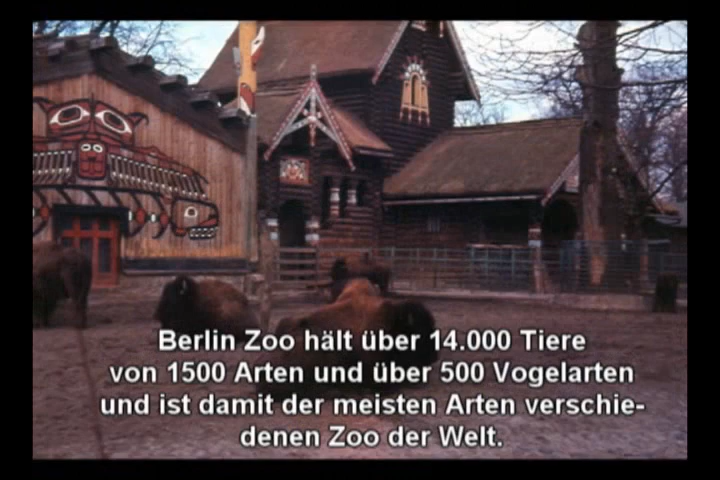 Berlin Zoo hält über 14.000 Tiere
von 1500 Arten und über 500 Vogelarten
und ist damit der meisten Arten verschie-
denen Zoo der Welt.